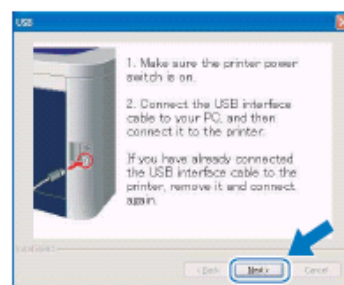 USB
1. Make sure the printer power
switch is on.
2. Connect the USB interface
cable to your PC, and then
connect it to the printer.
If you have already connected
the USB interface cable to the
printer, remove it and connect
again.
< Back
Next >
Cancel